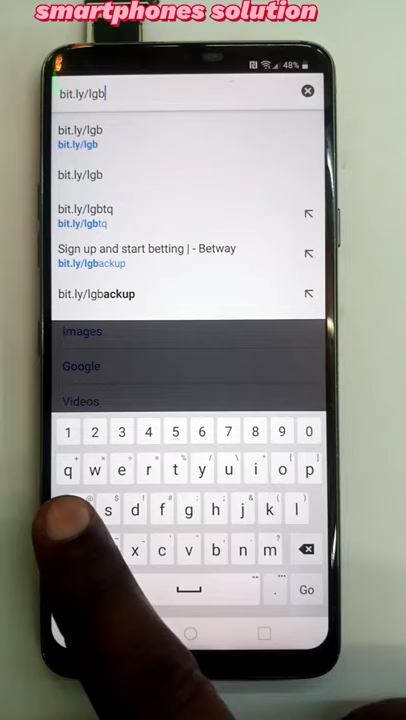 smartphones solution
48%
bit.ly/lgb
bit.ly/lgb
bit.ly/lgb
bit.ly/lgb
bit.ly/lgbtq
bit.ly/lgbtq
Sign up and start betting | - Betway
bit.ly/lgbackup
bit.ly/lgbackup
Images
Google
Videos
1 2 3 4 5 6 7 8 9 0
q w e r t y u i o p
s d f g h j k l
x c v b n m
. Go